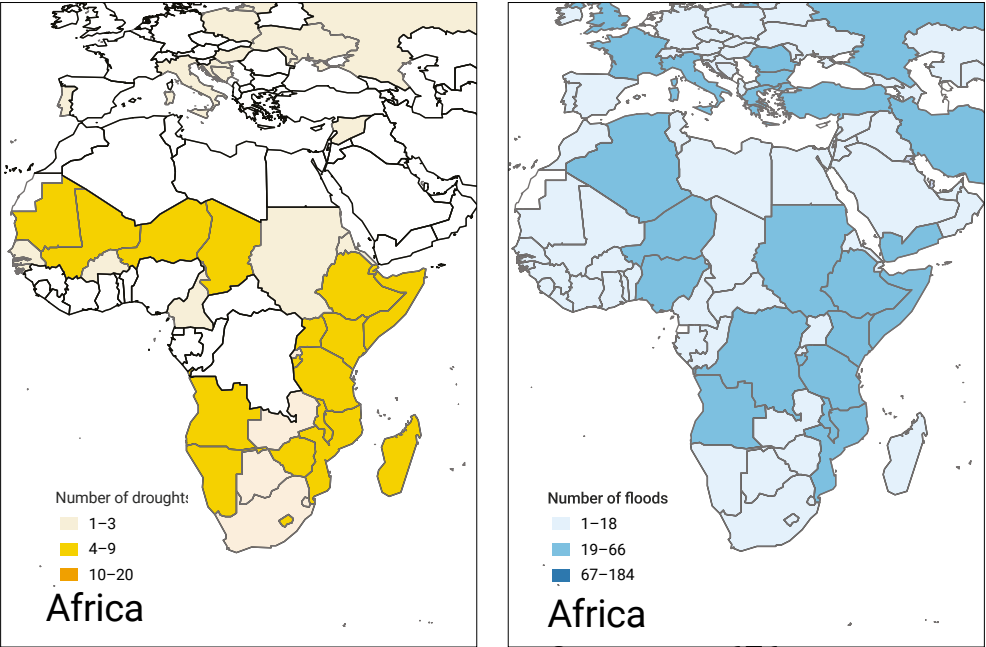 Number of droughts
1–3
4–9
10–20
Africa
Number of floods
1–18
19–66
67–184
Africa